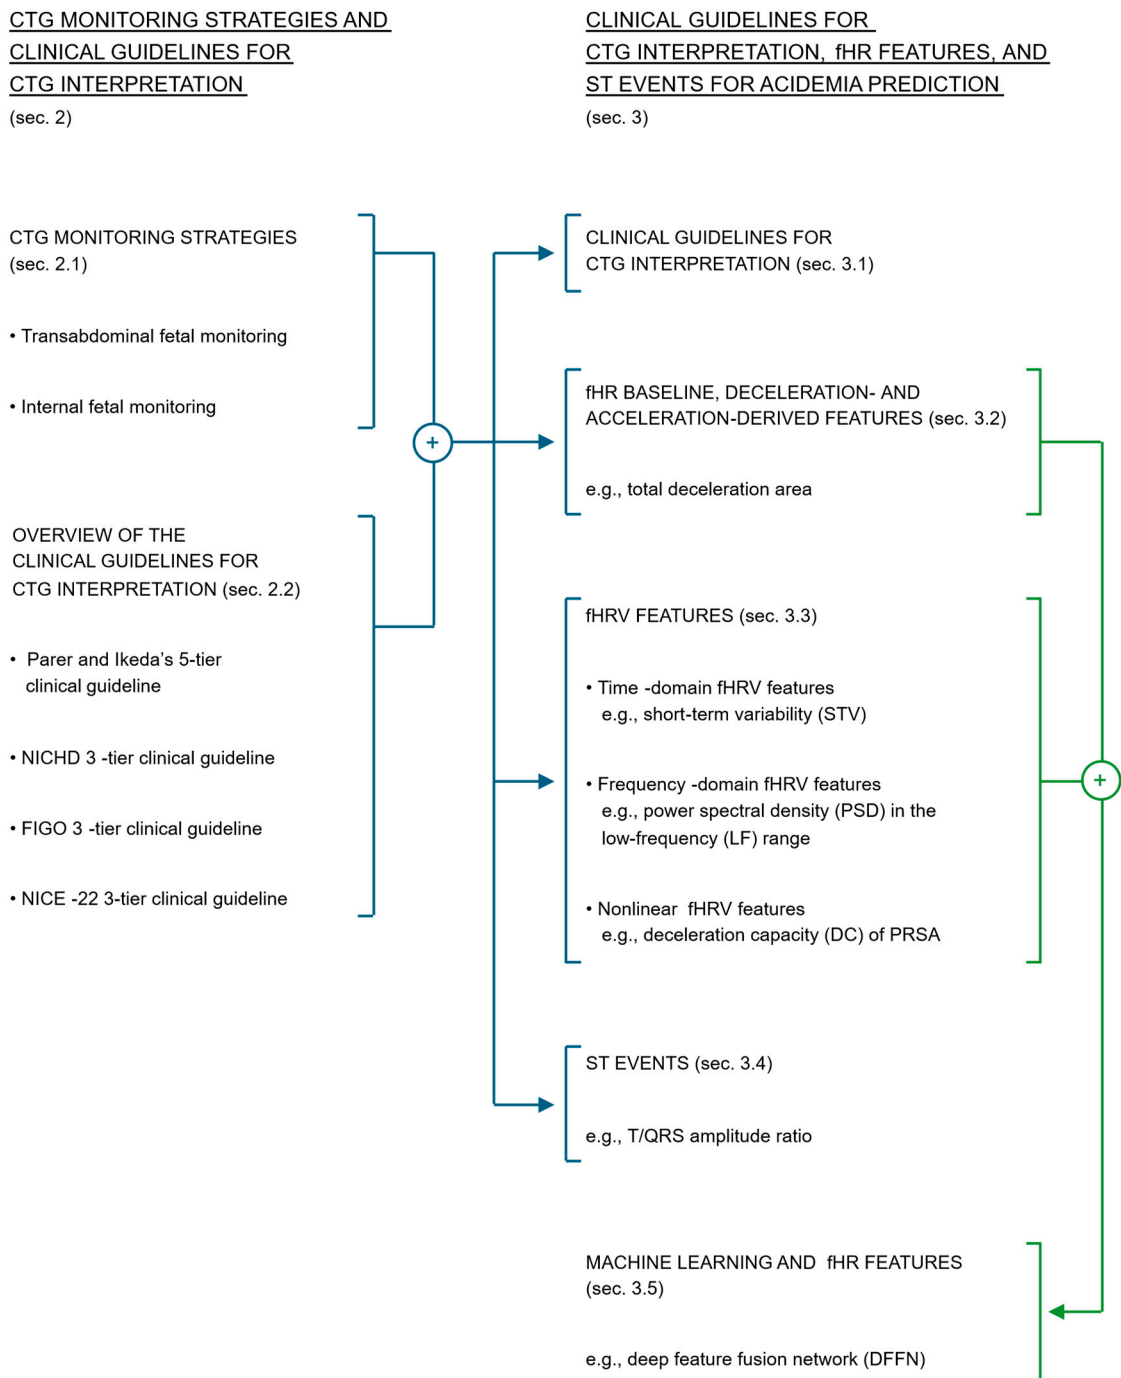 CTG MONITORING STRATEGIES AND
CLINICAL GUIDELINES FOR
CTG INTERPRETATION
(sec. 2)
CTG MONITORING STRATEGIES
(sec. 2.1)
• Transabdominal fetal monitoring
• Internal fetal monitoring
+
OVERVIEW OF THE
CLINICAL GUIDELINES FOR
CTG INTERPRETATION (sec. 2.2)
• Parer and Ikeda's 5-tier
clinical guideline
• NICHD 3 -tier clinical guideline
• FIGO 3 -tier clinical guideline
• NICE -22 3-tier clinical guideline
CLINICAL GUIDELINES FOR
CTG INTERPRETATION, fHR FEATURES, AND
ST EVENTS FOR ACIDEMIA PREDICTION
(sec. 3)
CLINICAL GUIDELINES FOR
CTG INTERPRETATION (sec. 3.1)
fHR BASELINE, DECELERATION- AND
ACCELERATION-DERIVED FEATURES (sec. 3.2)
e.g., total deceleration area
fHRV FEATURES (sec. 3.3)
• Time -domain fHRV features
e.g., short-term variability (STV)
• Frequency -domain fHRV features
e.g., power spectral density (PSD) in the
low-frequency (LF) range
• Nonlinear fHRV features
e.g., deceleration capacity (DC) of PRSA
+
ST EVENTS (sec. 3.4)
e.g., T/QRS amplitude ratio
MACHINE LEARNING AND fHR FEATURES
(sec. 3.5)
e.g., deep feature fusion network (DFFN)